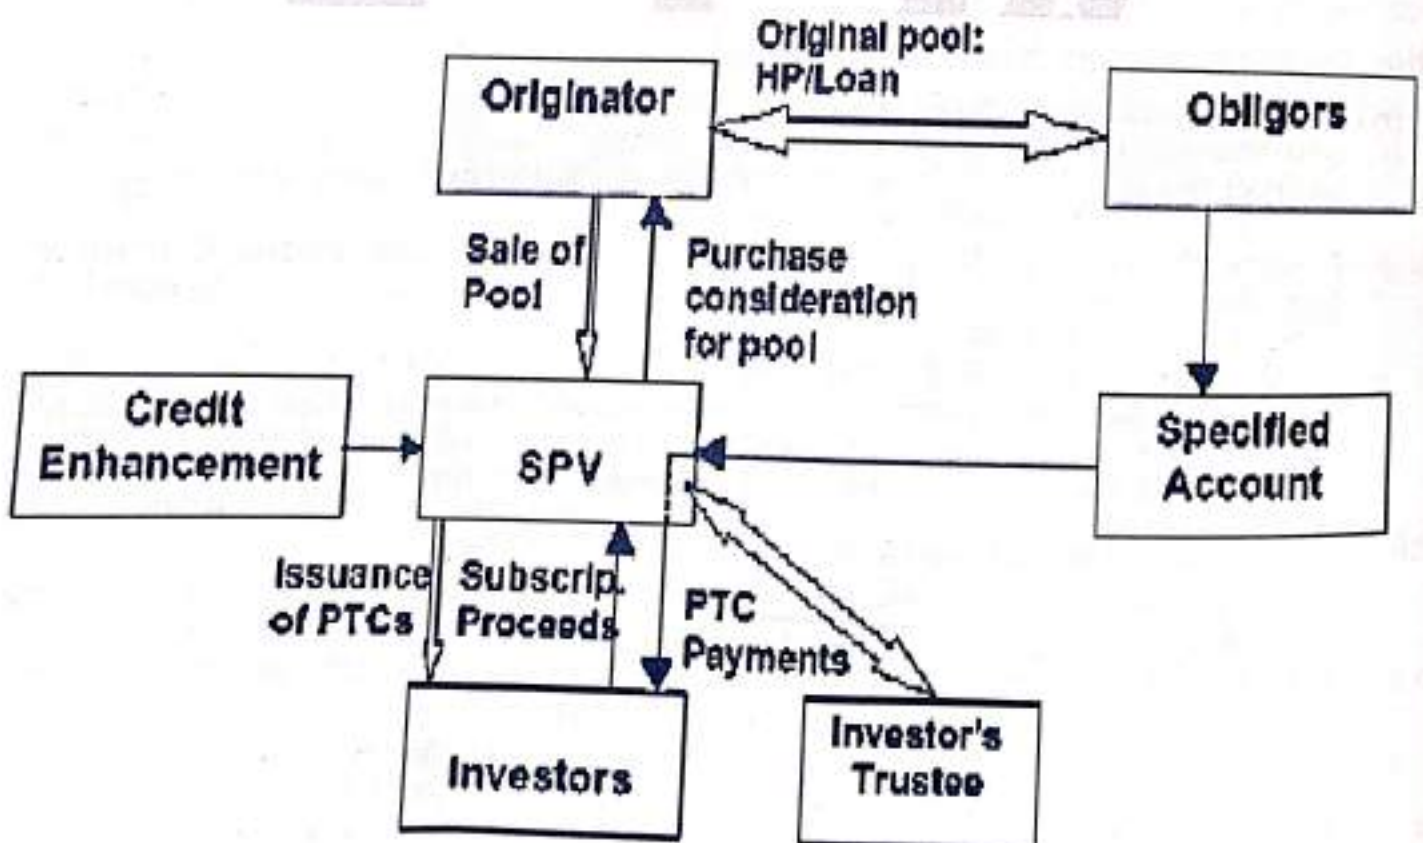 Original pool:
HP/Loan
Originator
Obligors
Sale of
Pool
Purchase
consideration
for pool
Credit
Enhancement
SPV
Specified
Account
Issuance
of PTCs
Subscrip.
Proceeds
PTC
Payments
Investors
Investor's
Trustee